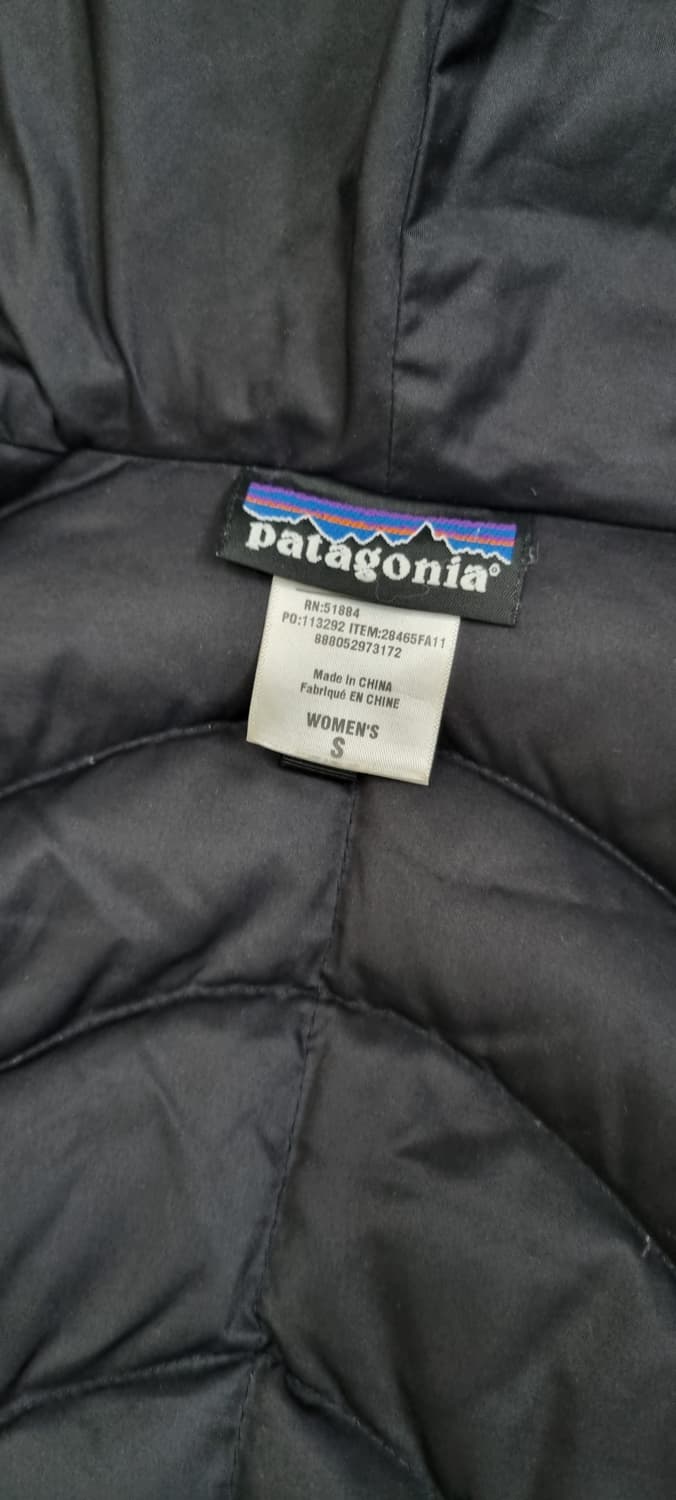 patagonia®
RN:51884
PO:113292 ITEM:28465FA11
888052973172
Made in CHINA
Fabriqué EN CHINE
WOMEN'S
S